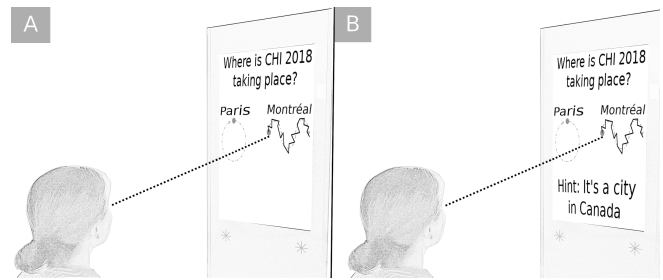 A
Where is CHI 2018
taking place?
Paris Montréal
B
Where is CHI 2018
taking place?
Paris Montréal
Hint: It's a city
in Canada